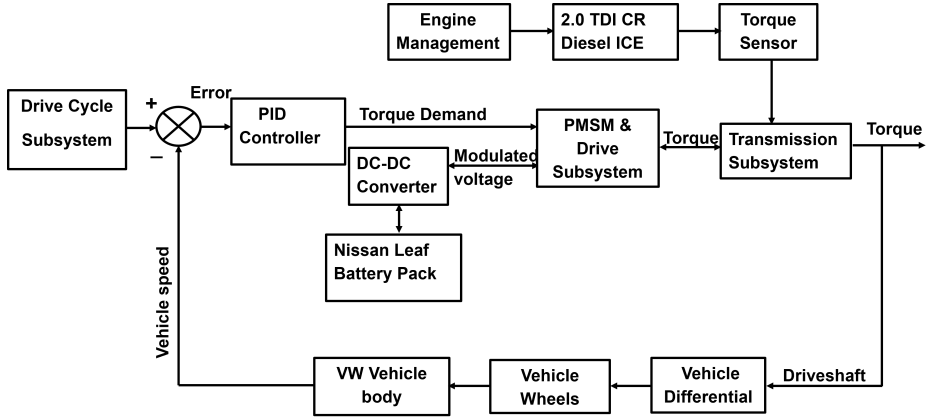 Engine
Management
2.0 TDI CR
Diesel ICE
Torque
Sensor
Drive Cycle
Subsystem
+
−
Error
PID
Controller
Torque Demand
DC-DC
Converter
Modulated
voltage
PMSM &
Drive
Subsystem
Torque
Transmission
Subsystem
Torque
Nissan Leaf
Battery Pack
Vehicle speed
VW Vehicle
body
Vehicle
Wheels
Vehicle
Differential
Driveshaft